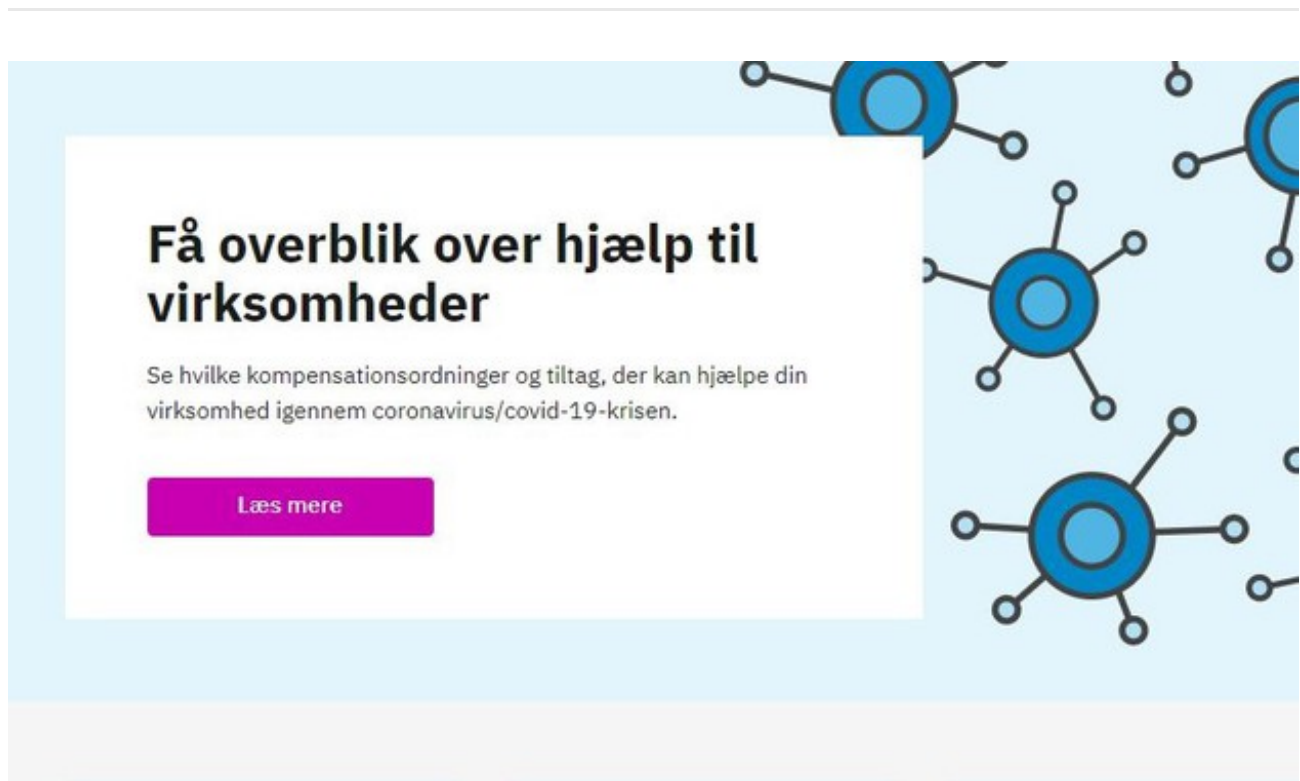 Få overblik over hjælp til
virksomheder
Se hvilke kompensationsordninger og tiltag, der kan hjælpe din
virksomhed igennem coronavirus/covid-19-krisen.
Læs mere